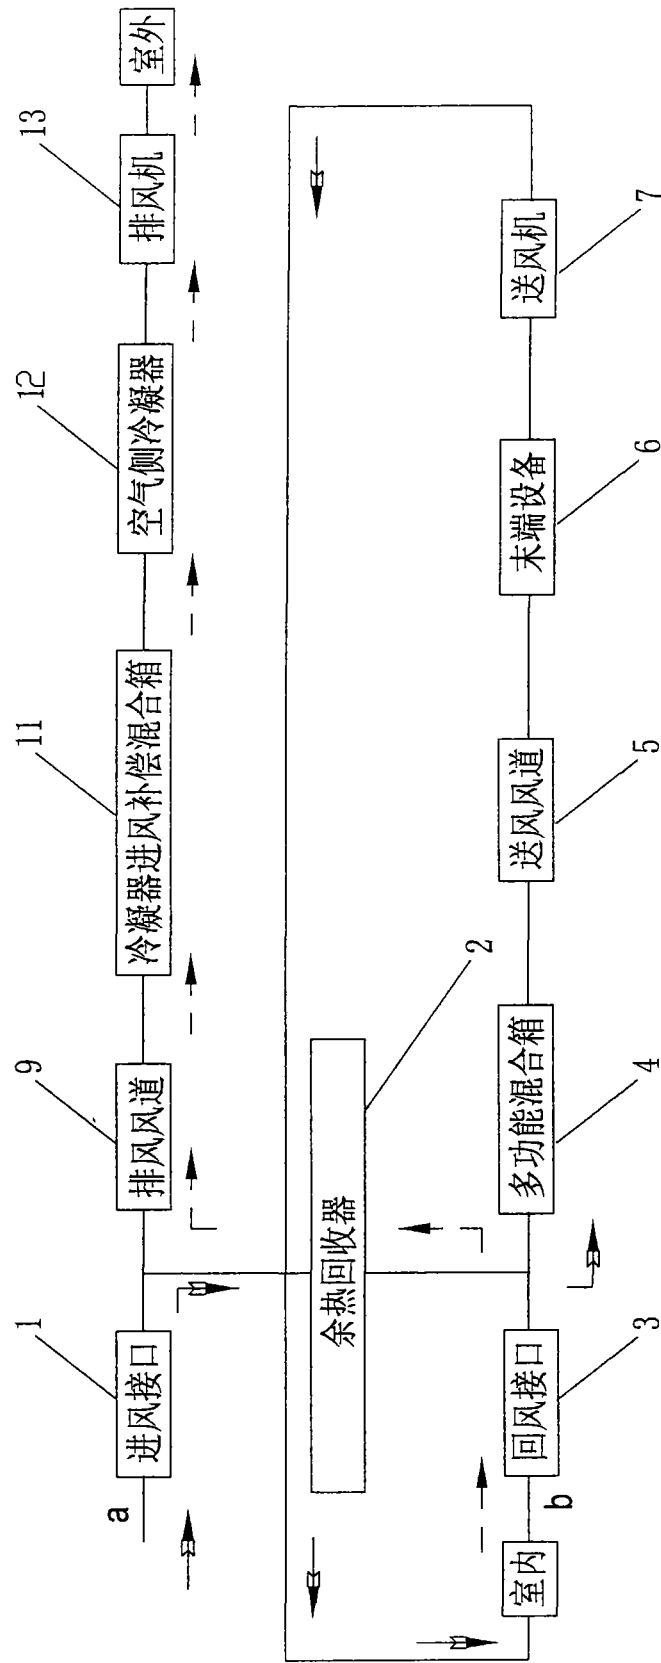 1
9
11
12
13
a
进风接口
排风风道
冷凝器进风补偿混合箱
空气侧冷凝器
排风机
室外
余热回收器
2
室内
b
回风接口
多功能混合箱
送风风道
末端设备
送风机
3
4
5
6
7